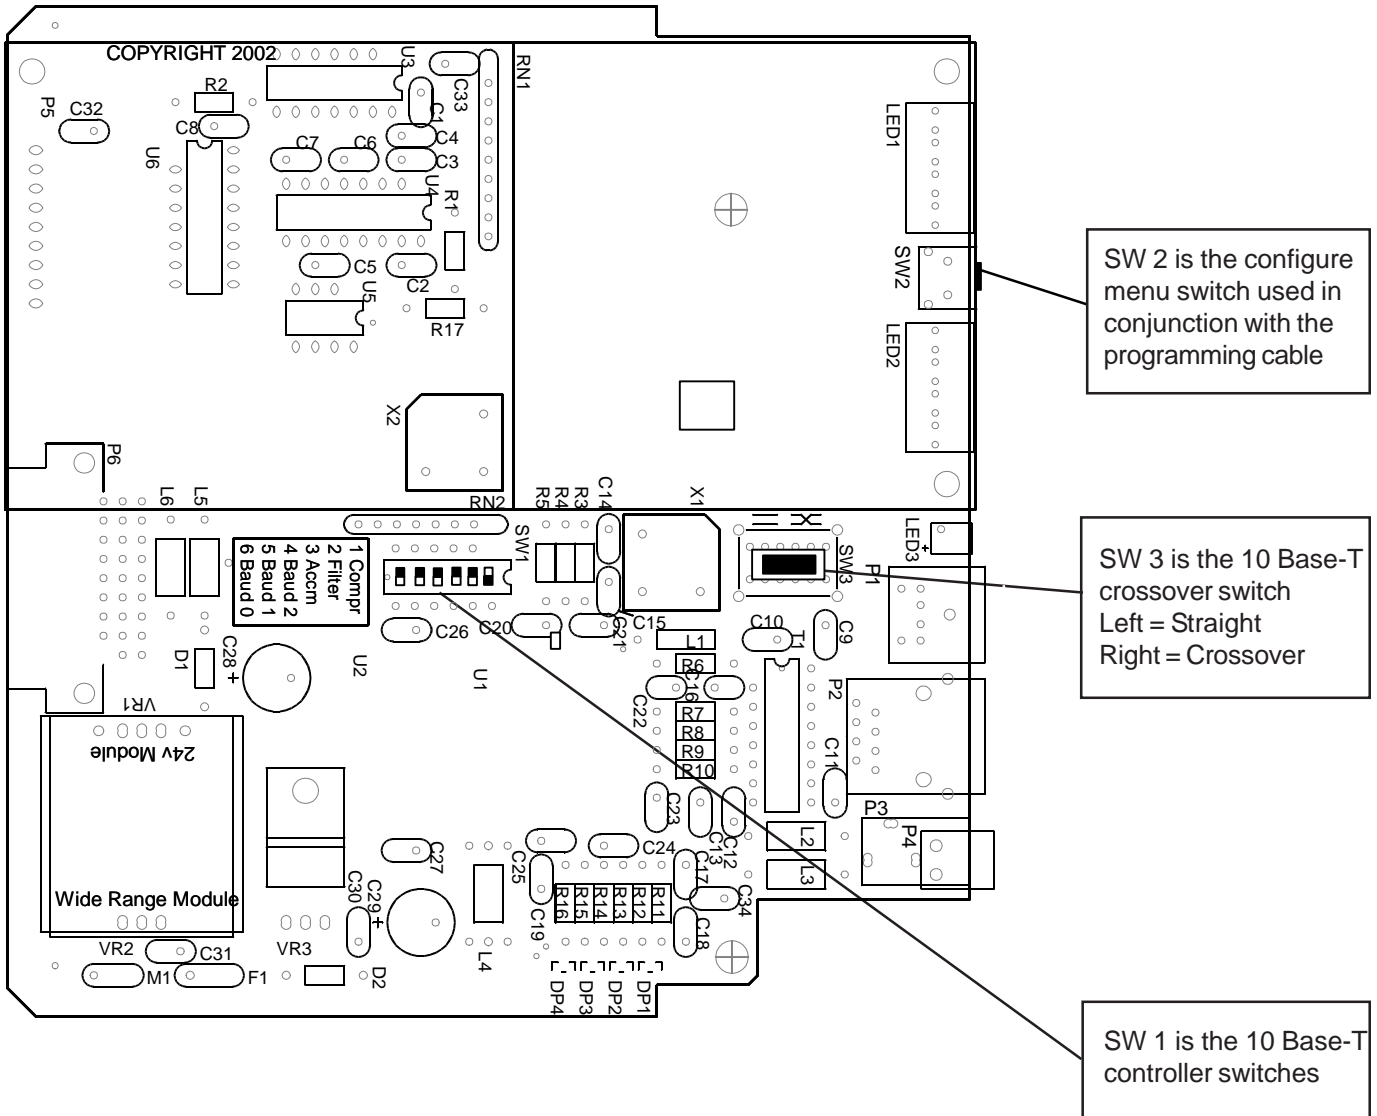 COPYRIGHT 2002
U3
C33
RN1
R2
P5
C32
C8
C1
C4
C7
C6
C3
U6
U4
R1
LED1
SW2
C5
C2
U5
R17
LED2
X2
P6
L6
L5
RN2
R5
R4
R3
C14
X1
SW1
SW3
LED3
+
P1
1 Compr
2 Filter
3 Accm
4 Baud 2
5 Baud 1
6 Baud 0
C26
C20
C21
C15
C10
C9
T1
L1
R6
C16
D1
C28
+
U2
U1
C22
R7
R8
R9
R10
P2
VR1
24v Module
C11
C23
C13
C12
P3
P4
L2
L3
C27
C25
C24
C17
C34
Wide Range Module
C30
C29
+
R16
R15
R14
R13
R12
R11
C19
C18
VR2
C31
VR3
L4
M1
F1
D2
DP4
DP3
DP2
DP1
SW 2 is the configure
menu switch used in
conjunction with the
programming cable
SW 3 is the 10 Base-T
crossover switch
Left = Straight
Right = Crossover
SW 1 is the 10 Base-T
controller switches